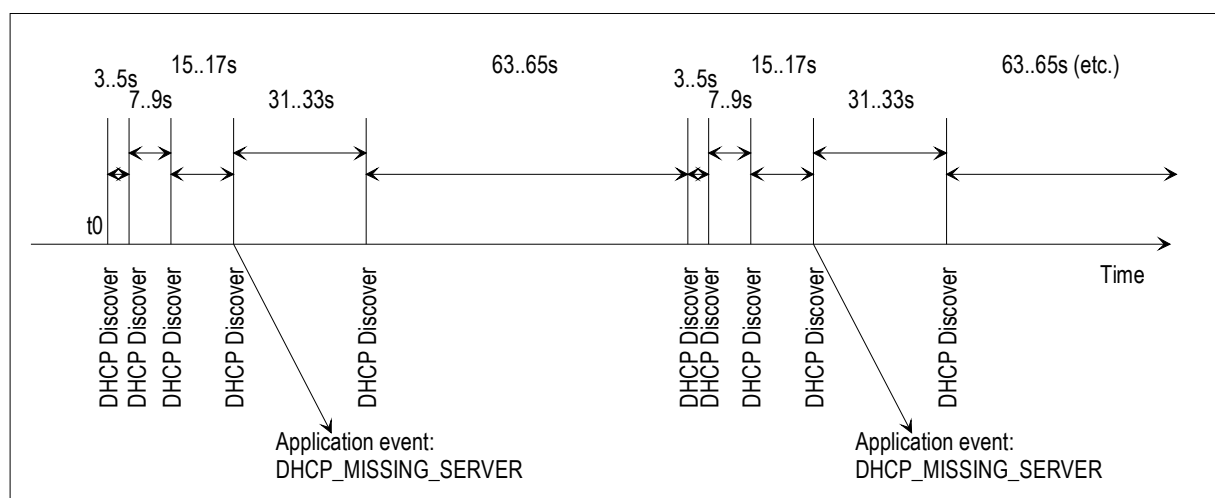 15..17s
63..65s
15..17s
63..65s (etc.)
3..5s
3..5s
7..9s
31..33s
7..9s
31..33s
t0
Time
DHCP Discover
DHCP Discover
DHCP Discover
DHCP Discover
DHCP Discover
DHCP Discover
DHCP Discover
DHCP Discover
DHCP Discover
DHCP Discover
Application event:
DHCP_MISSING_SERVER
Application event:
DHCP_MISSING_SERVER